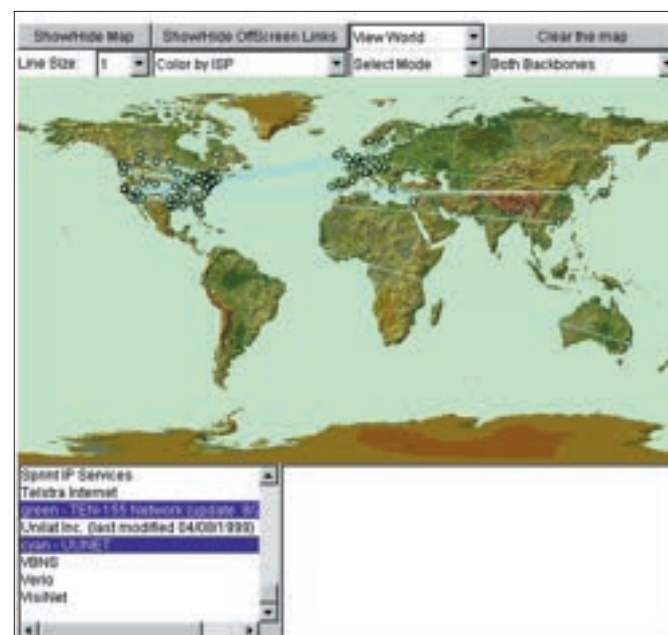 Show/Hide Map Show/Hide OffScreen Links View World Clear the map
Line Size: 1 Color by ISP Select Mode Both Backbones
Sprint IP Services
Telstra Internet
green - TEN-155 Network (update
Unilat Inc. (last modified 04/08/1999)
cyan - UUNET
VBNS
Verio
VisiNet